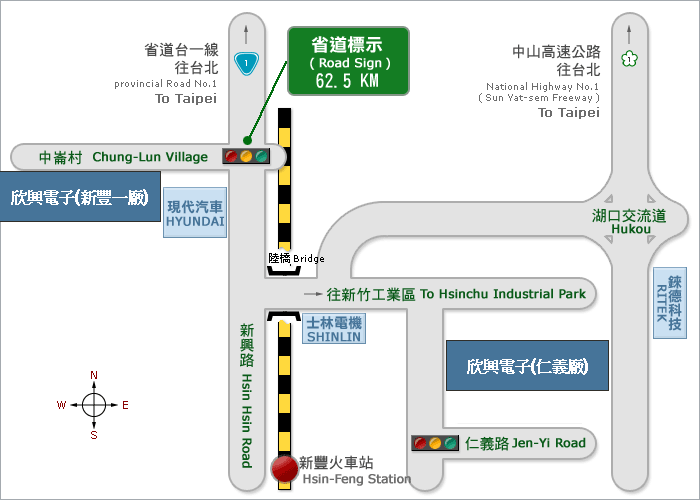 省道台一線
往台北
provincial Road No.1
To Taipei
1
省道標示
( Road Sign )
62.5 KM
中山高速公路
往台北
National Highway No.1
( Sun Yat-sem Freeway )
To Taipei
1
中崙村 Chung-Lun Village
欣興電子(新豐一廠)
現代汽車
HYUNDAI
湖口交流道
Hukou
陸橋 Bridge
往新竹工業區 To Hsinchu Industrial Park
錸德科技
RITEK
士林電機
SHINLIN
新興路 Hsin Hsin Road
欣興電子(仁義廠)
N
W
E
S
仁義路 Jen-Yi Road
新豐火車站
Hsin-Feng Station